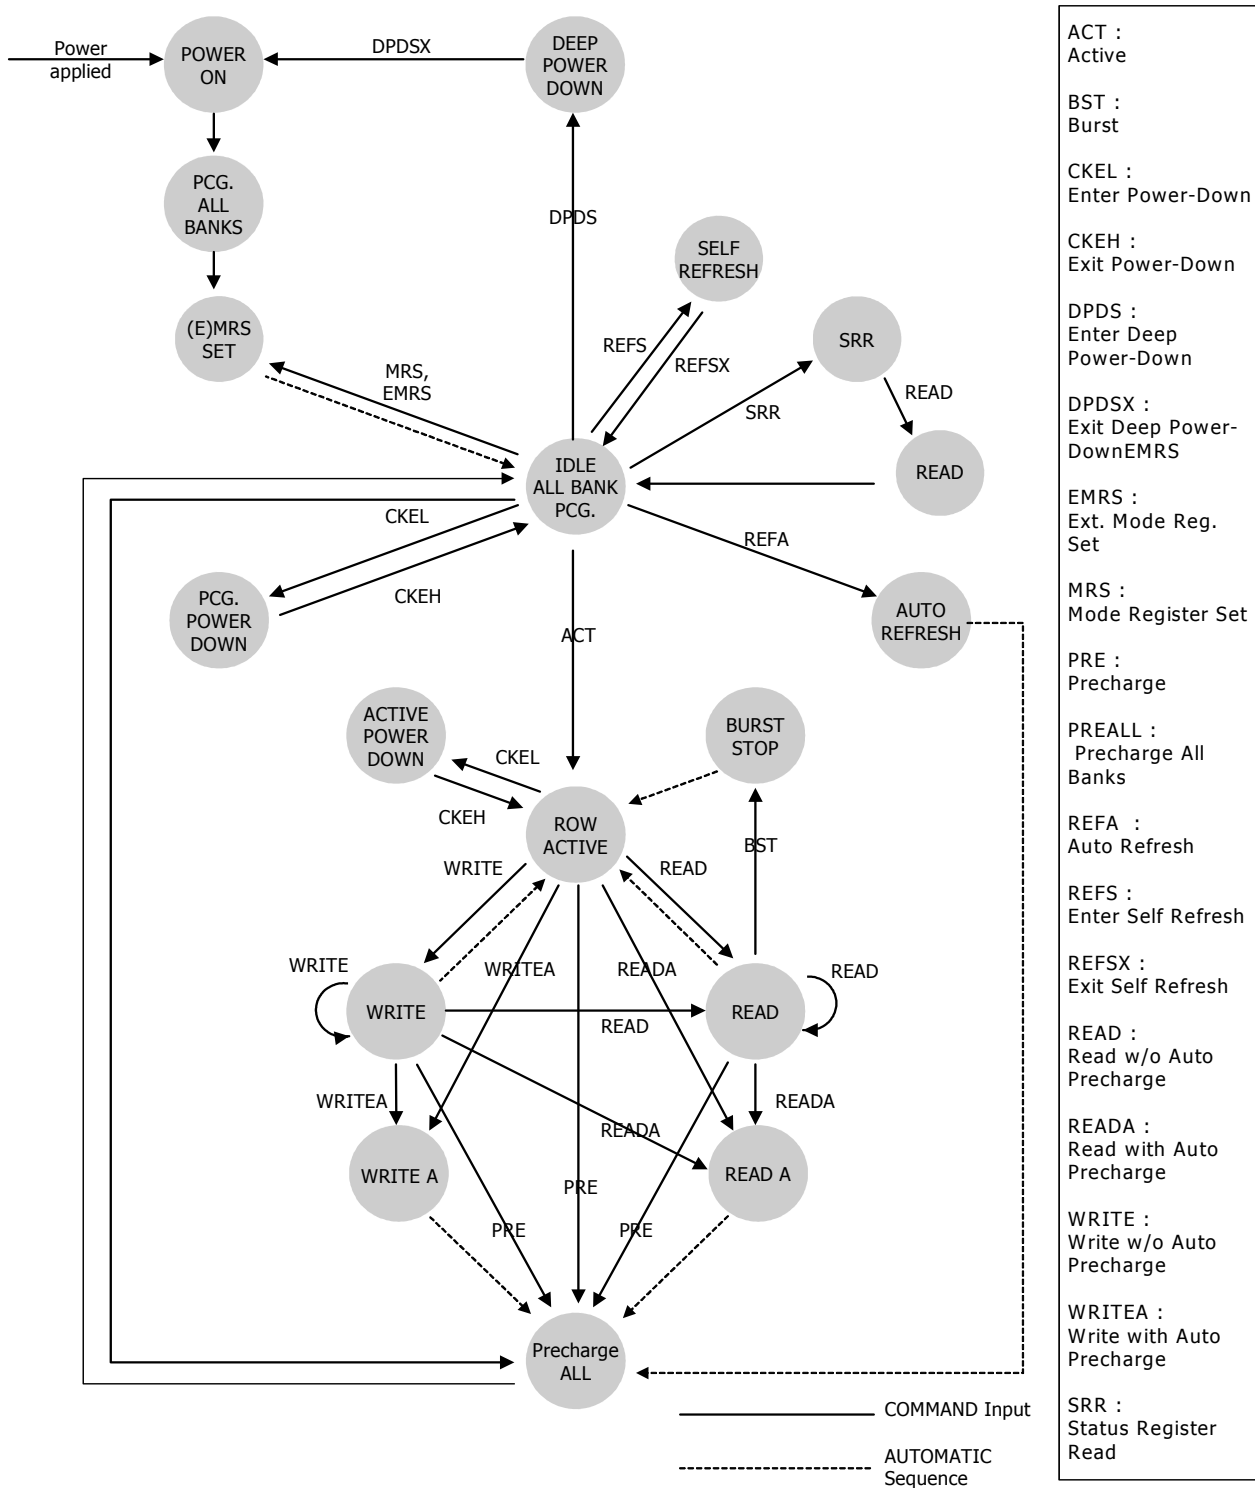 Power
applied
POWER
ON
DPDSX
DEEP
POWER
DOWN
PCG.
ALL
BANKS
DPDS
SELF
REFRESH
(E)MRS
SET
MRS,
EMRS
REFS
REFSX
SRR
SRR
READ
READ
IDLE
ALL BANK
PCG.
CKEL
CKEH
REFA
PCG.
POWER
DOWN
AUTO
REFRESH
ACT
ACTIVE
POWER
DOWN
CKEL
CKEH
BURST
STOP
ROW
ACTIVE
BST
WRITE
READ
WRITE
WRITEA
READA
READ
WRITE
READ
READ
WRITEA
READA
READA
WRITE A
READ A
PRE
PRE
PRE
Precharge
ALL
COMMAND Input
AUTOMATIC
Sequence
ACT :
Active
BST :
Burst
CKEL :
Enter Power-Down
CKEH :
Exit Power-Down
DPDS :
Enter Deep
Power-Down
DPDSX :
Exit Deep Power-
DownEMRS
EMRS :
Ext. Mode Reg.
Set
MRS :
Mode Register Set
PRE :
Precharge
PREALL :
Precharge All
Banks
REFA :
Auto Refresh
REFS :
Enter Self Refresh
REFSX :
Exit Self Refresh
READ :
Read w/o Auto
Precharge
READA :
Read with Auto
Precharge
WRITE :
Write w/o Auto
Precharge
WRITEA :
Write with Auto
Precharge
SRR :
Status Register
Read